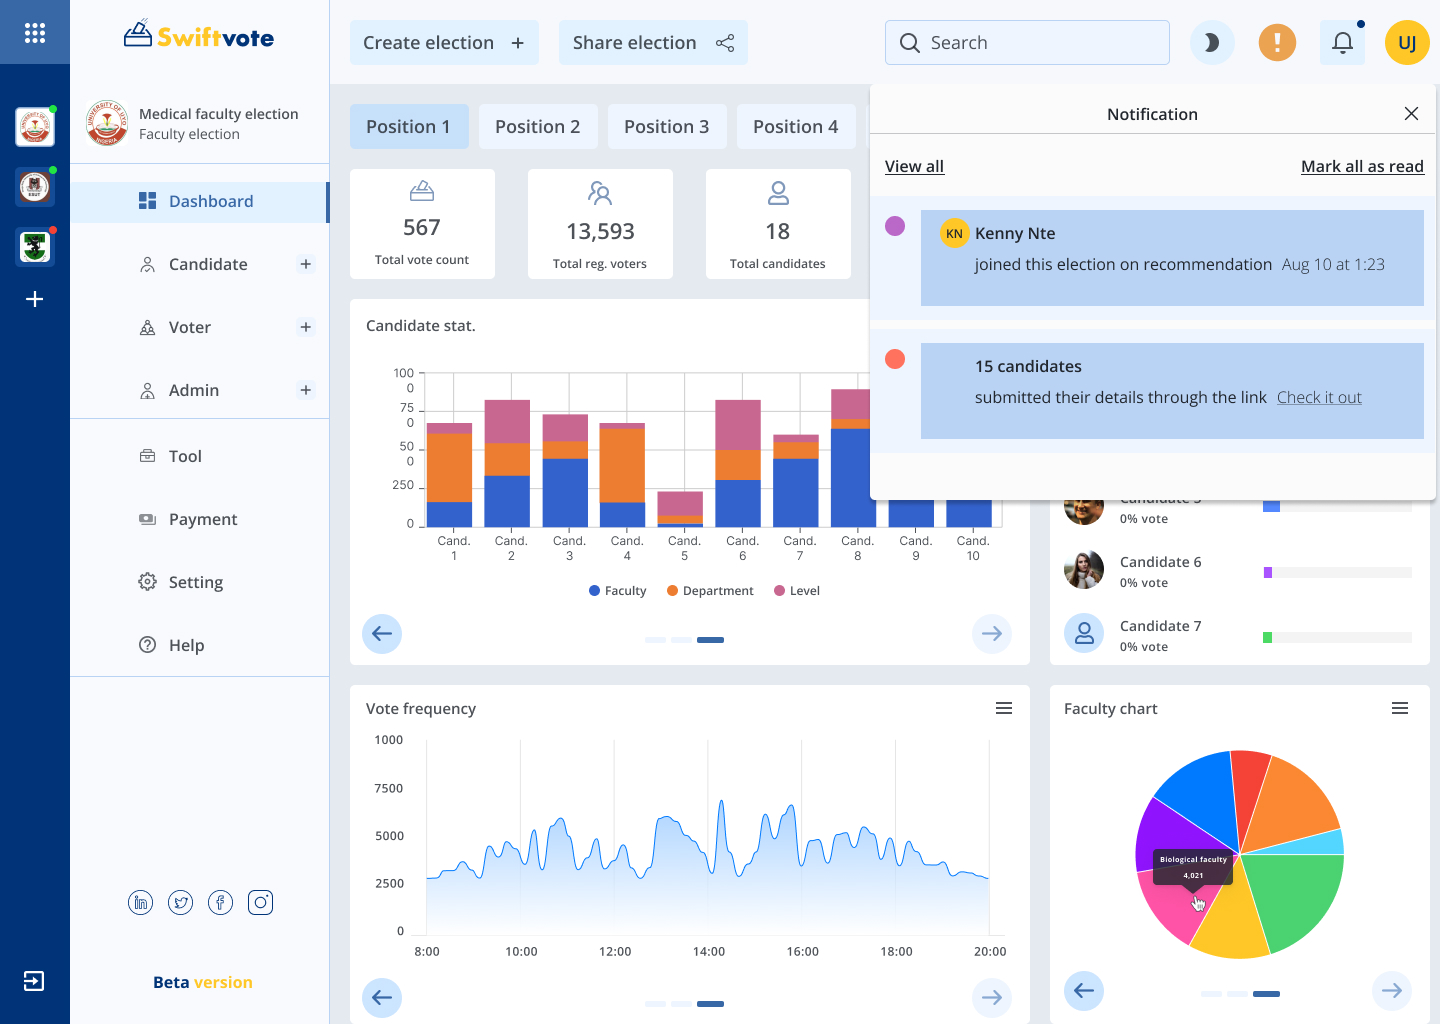 Swiftvote
Create election +
Share election
Search
UJ
Medical faculty election
Faculty election
Dashboard
Candidate +
Voter +
Admin +
Tool
Payment
Setting
Help
Beta version
Position 1
Position 2
Position 3
Position 4
567
Total vote count
13,593
Total reg. voters
18
Total candidates
Notification
View all
Mark all as read
KN Kenny Nte
joined this election on recommendation Aug 10 at 1:23
15 candidates
submitted their details through the link Check it out
Candidate stat.
100
0
75
0
50
0
250
0
Cand. Cand. Cand. Cand. Cand. Cand. Cand. Cand. Cand. Cand.
1 2 3 4 5 6 7 8 9 10
Faculty Department Level
Candidate 5
0% vote
Candidate 6
0% vote
Candidate 7
0% vote
Vote frequency
1000
7500
5000
2500
0
8:00 10:00 12:00 14:00 16:00 18:00 20:00
Faculty chart
Biological faculty
4,021